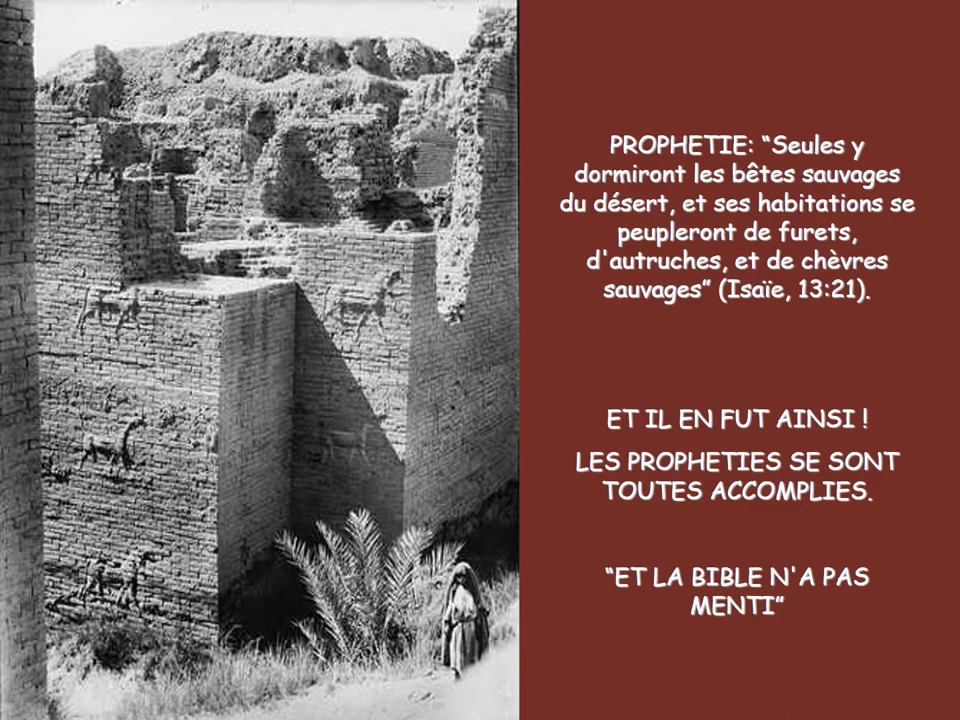 PROPHETIE: “Seules y
dormiront les bêtes sauvages
du désert, et ses habitations se
peupleront de furets,
d'autruches, et de chèvres
sauvages” (Isaïe, 13:21).
ET IL EN FUT AINSI !
LES PROPHETIES SE SONT
TOUTES ACCOMPLIES.
“ET LA BIBLE N'A PAS
MENTI”